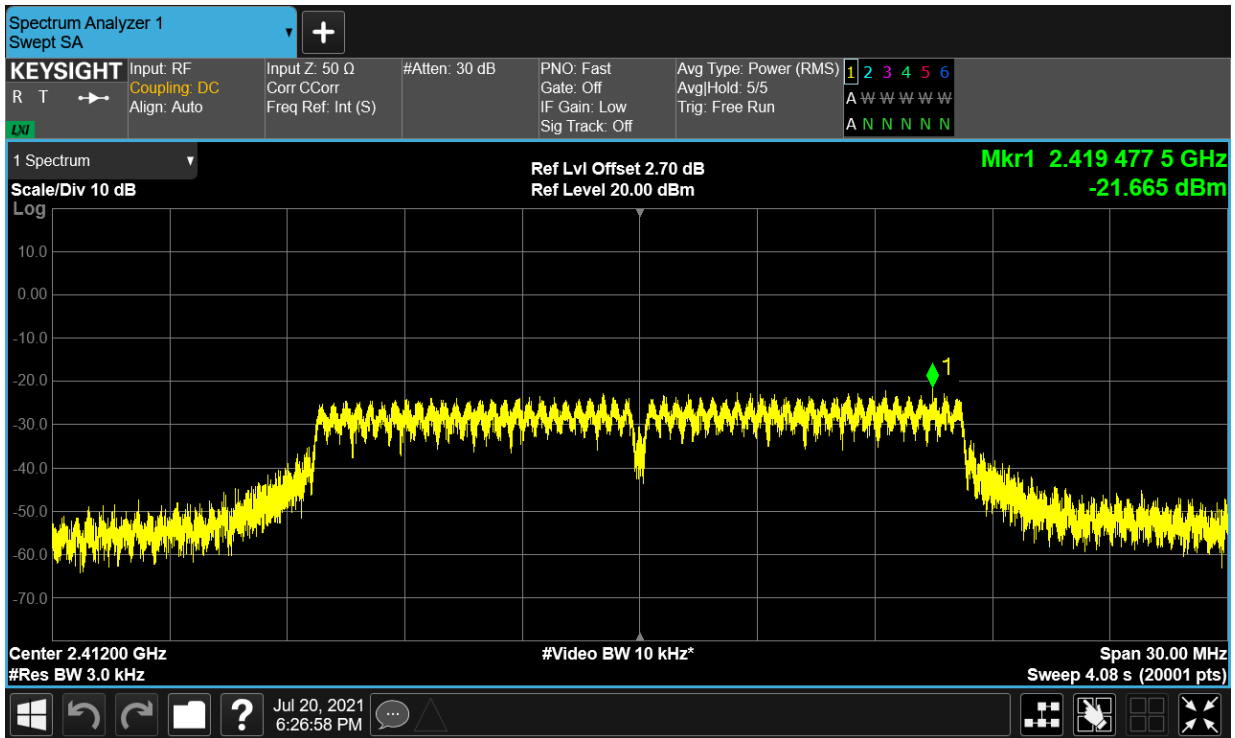 Spectrum Analyzer 1
Swept SA
+
KEYSIGHT
R T
LXI
Input: RF
Coupling: DC
Align: Auto
Input Z: 50 Ω
Corr CCorr
Freq Ref: Int (S)
#Atten: 30 dB
PNO: Fast
Gate: Off
IF Gain: Low
Sig Track: Off
Avg Type: Power (RMS)
Avg|Hold: 5/5
Trig: Free Run
1 2 3 4 5 6
A W W W W W
A N N N N N
1 Spectrum
Scale/Div 10 dB
Log
Ref Lvl Offset 2.70 dB
Ref Level 20.00 dBm
Mkr1 2.419 477 5 GHz
-21.665 dBm
10.0
0.00
-10.0
-20.0
-30.0
-40.0
-50.0
-60.0
-70.0
1
Center 2.41200 GHz
#Res BW 3.0 kHz
#Video BW 10 kHz*
Span 30.00 MHz
Sweep 4.08 s (20001 pts)
?
Jul 20, 2021
6:26:58 PM